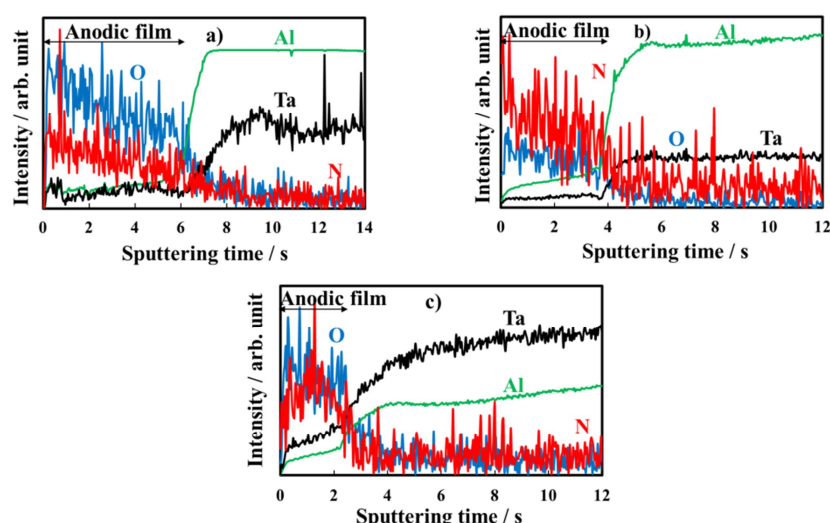 Anodic film
a)
Al
O
Ta
N
Intensity / arb. unit
0 2 4 6 8 10 12 14
Sputtering time / s
Anodic film
b)
Al
N
O
Ta
Intensity / arb. unit
0 2 4 6 8 10 12
Sputtering time / s
Anodic film
c)
Ta
O
Al
N
Intensity / arb. unit
0 2 4 6 8 10 12
Sputtering time / s